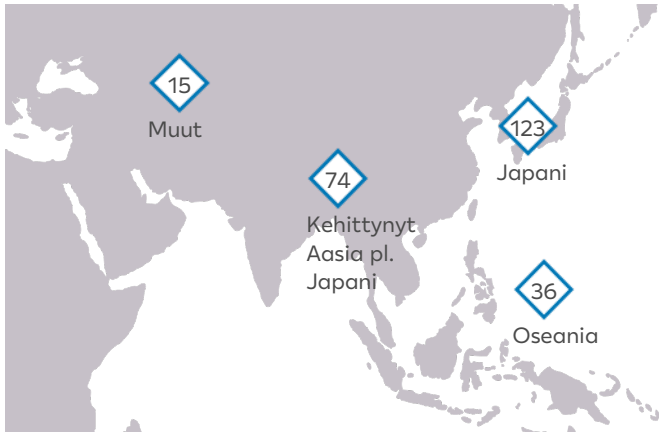 15
Muut
123
Japani
74
Kehittynyt
Aasia pl.
Japani
36
Oseania